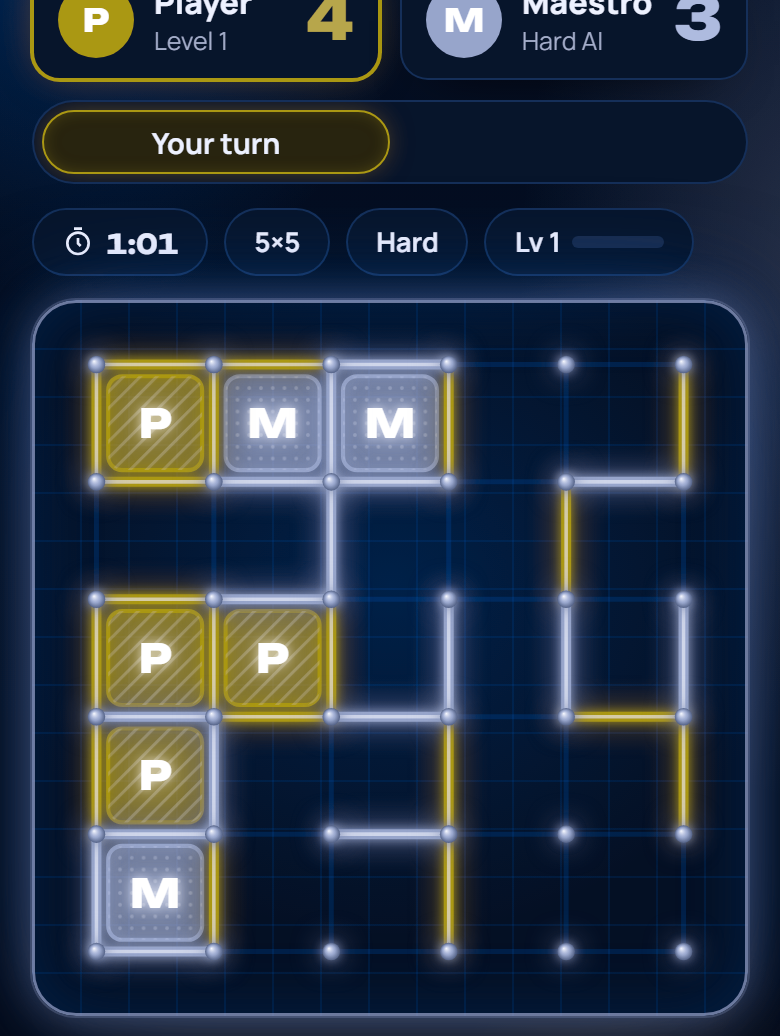 P Player 4
Level 1
M Maestro 3
Hard AI
Your turn
1:01 5×5 Hard Lv 1
P M M
P P
P
M